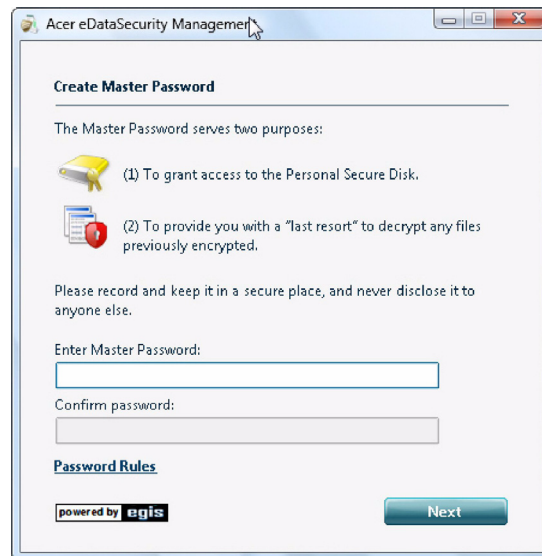 Acer eDataSecurity Management
Create Master Password
The Master Password serves two purposes:
(1) To grant access to the Personal Secure Disk.
(2) To provide you with a "last resort" to decrypt any files
previously encrypted.
Please record and keep it in a secure place, and never disclose it to
anyone else.
Enter Master Password:
Confirm password:
Password Rules
powered by egis
Next